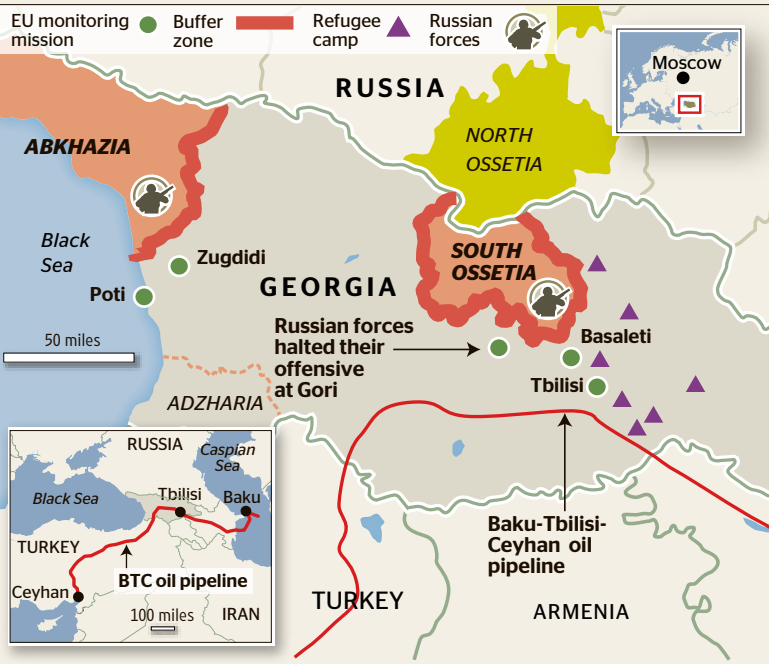 EU monitoring
mission
Buffer
zone
Refugee
camp
Russian
forces
RUSSIA
Moscow
ABKHAZIA
NORTH
OSSETIA
Black
Sea
Zugdidi
Poti
GEORGIA
SOUTH
OSSETIA
50 miles
Russian forces
halted their
offensive
at Gori
Basaleti
Tbilisi
ADZHARIA
RUSSIA
Caspian
Sea
Black Sea
Tbilisi
Baku
TURKEY
BTC oil pipeline
Ceyhan
100 miles
IRAN
Baku-Tbilisi-
Ceyhan oil
pipeline
TURKEY
ARMENIA